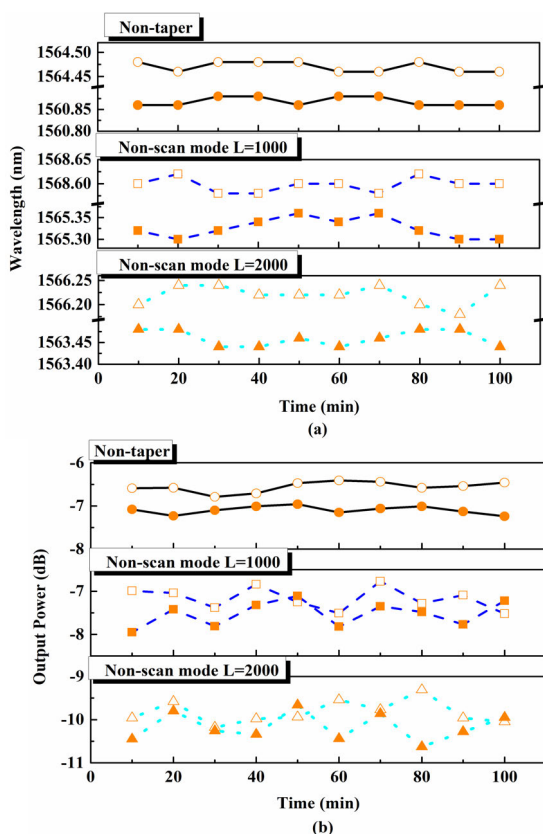 Non-taper
1564.50
1564.45
1560.85
1560.80
Non-scan mode L=1000
1568.65
1568.60
1565.35
1565.30
Non-scan mode L=2000
1566.25
1566.20
1563.45
1563.40
Wavelength (nm)
0 20 40 60 80 100
Time (min)
(a)
Non-taper
-6
-7
-8
Non-scan mode L=1000
-7
-8
Non-scan mode L=2000
-9
-10
-11
Output Power (dB)
0 20 40 60 80 100
Time (min)
(b)